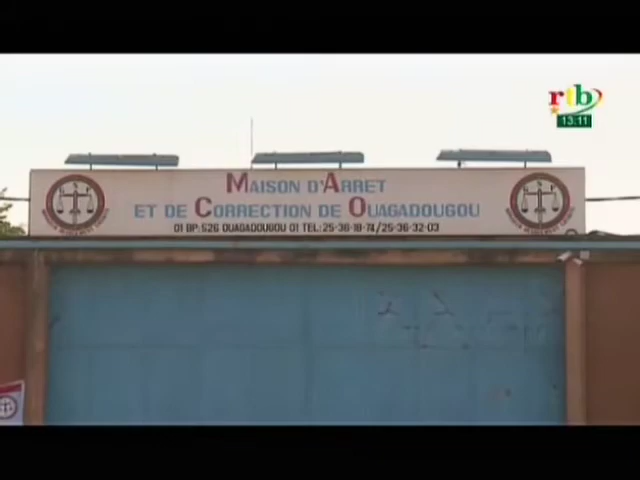 rtb
13:11
MAISON D'ARRET
ET DE CORRECTION DE OUAGADOUGOU
01 BP:526 OUAGADOUGOU 01 TEL:25-36-18-74/25-36-32-03